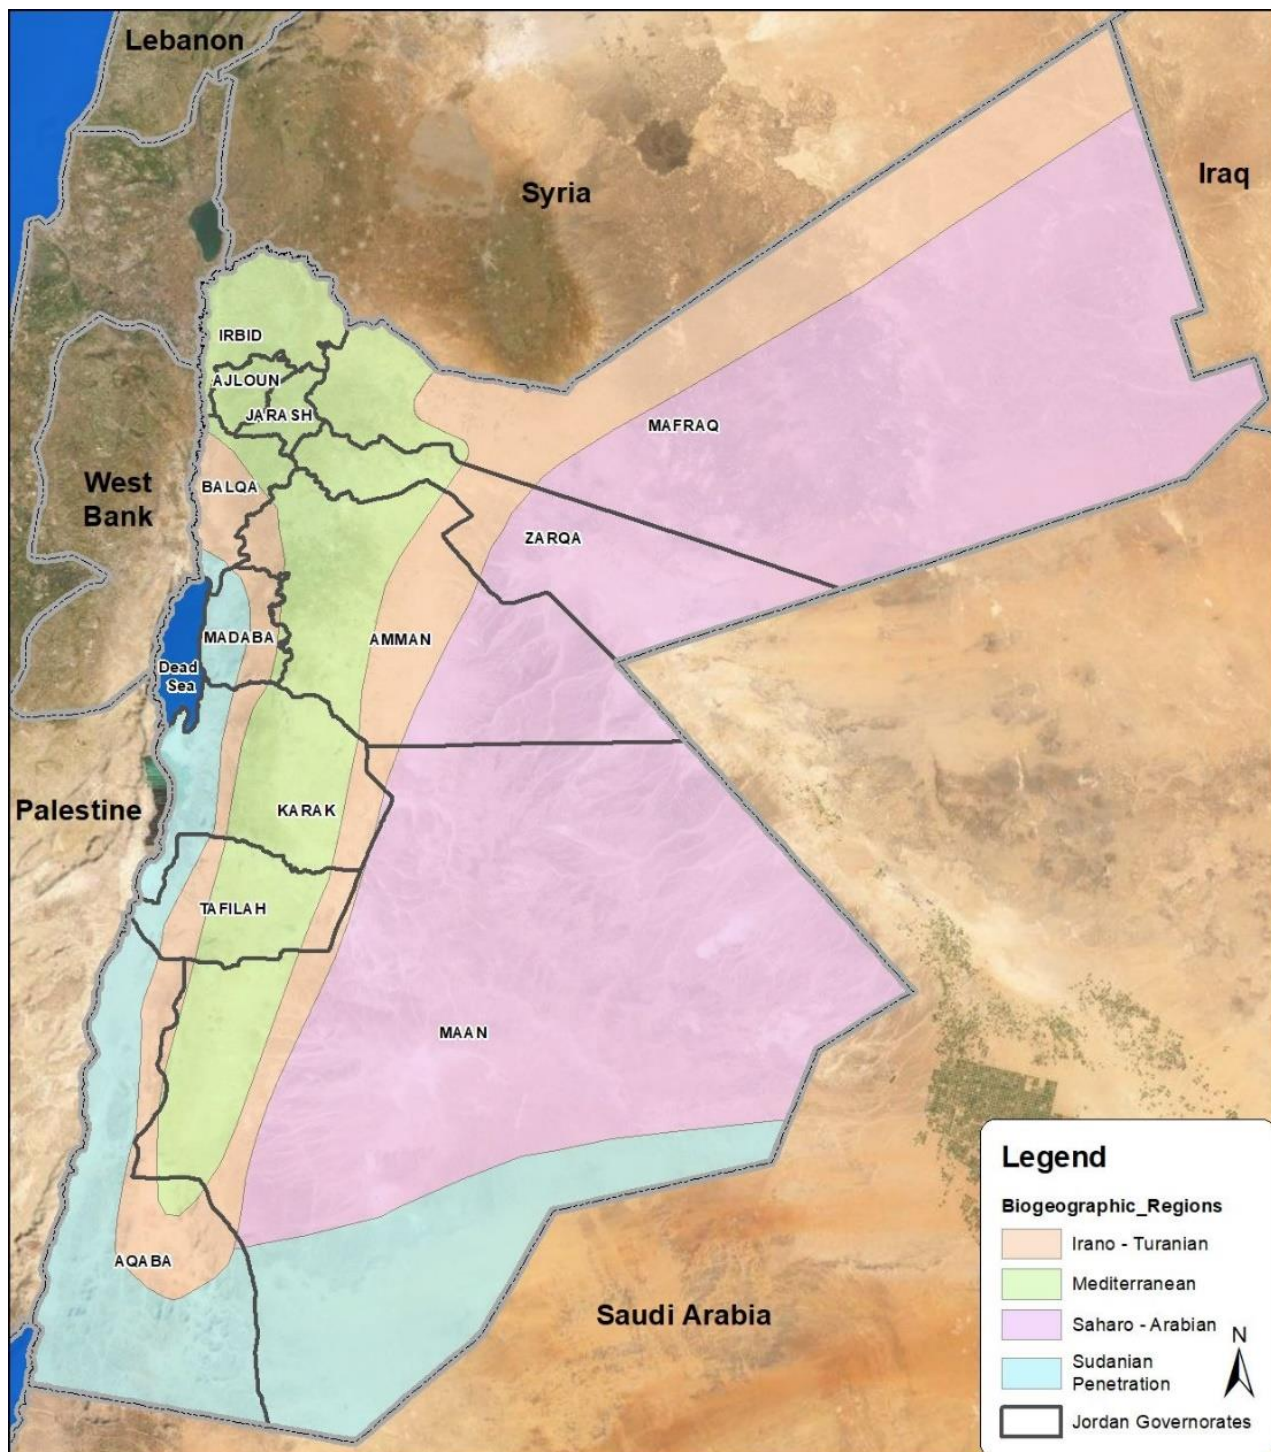 Lebanon
Syria
Iraq
IRBID
AJLOUN
JARASH
MAFRAQ
West
Bank
BALQA
ZARQA
MADABA
AMMAN
Dead
Sea
Palestine
KARAK
TAFILAH
MAAN
AQABA
Saudi Arabia
Legend
Biogeographic_Regions
Irano - Turanian
Mediterranean
Saharo - Arabian
N
Sudanian
Penetration
Jordan Governorates